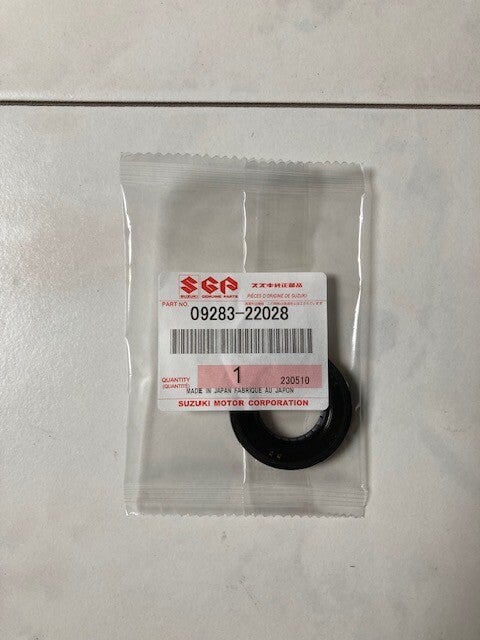 SGP スズキ純正部品
SUZUKI GENUINE PARTS PIÈCES D'ORIGINE DE SUZUKI
PART NO.
09283-22028
QUANTITY 1 230510
(QUANTITÉ)
MADE IN JAPAN FABRIQUE AU JAPON
SUZUKI MOTOR CORPORATION